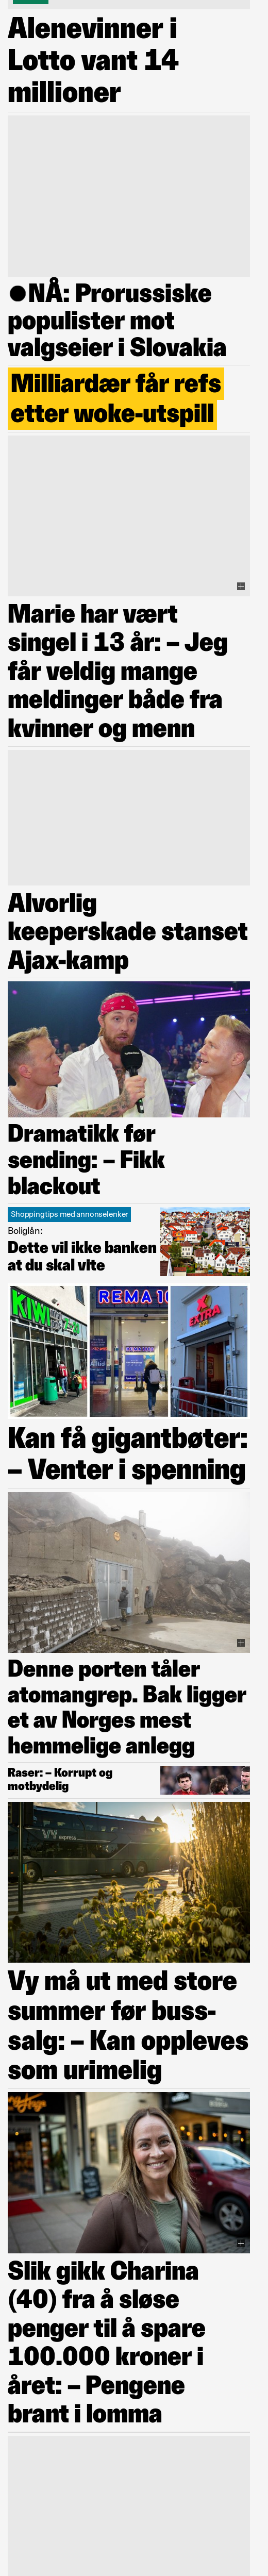 Alenevinner i
Lotto vant 14
millioner
●NÅ: Prorussiske
populister mot
valgseier i Slovakia
Milliardær får refs
etter woke-utspill
Marie har vært
singel i 13 år: – Jeg
får veldig mange
meldinger både fra
kvinner og menn
Alvorlig
keeperskade stanset
Ajax-kamp
Dramatikk før
sending: – Fikk
blackout
Shoppingtips med annonselenker
Boliglån:
Dette vil ikke banken
at du skal vite
KIWI
REMA 10
EXTRA
Kan få gigantbøter:
– Venter i spenning
Denne porten tåler
atomangrep. Bak ligger
et av Norges mest
hemmelige anlegg
Raser: – Korrupt og
motbydelig
VY express
Vy må ut med store
summer før buss-
salg: – Kan oppleves
som urimelig
Slik gikk Charina
(40) fra å sløse
penger til å spare
100.000 kroner i
året: – Pengene
brant i lomma